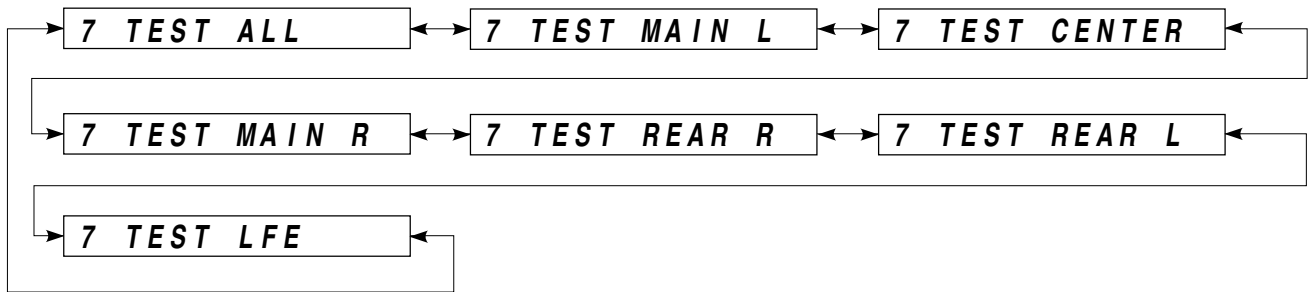 7 TEST ALL
7 TEST MAIN L
7 TEST CENTER
7 TEST MAIN R
7 TEST REAR R
7 TEST REAR L
7 TEST LFE